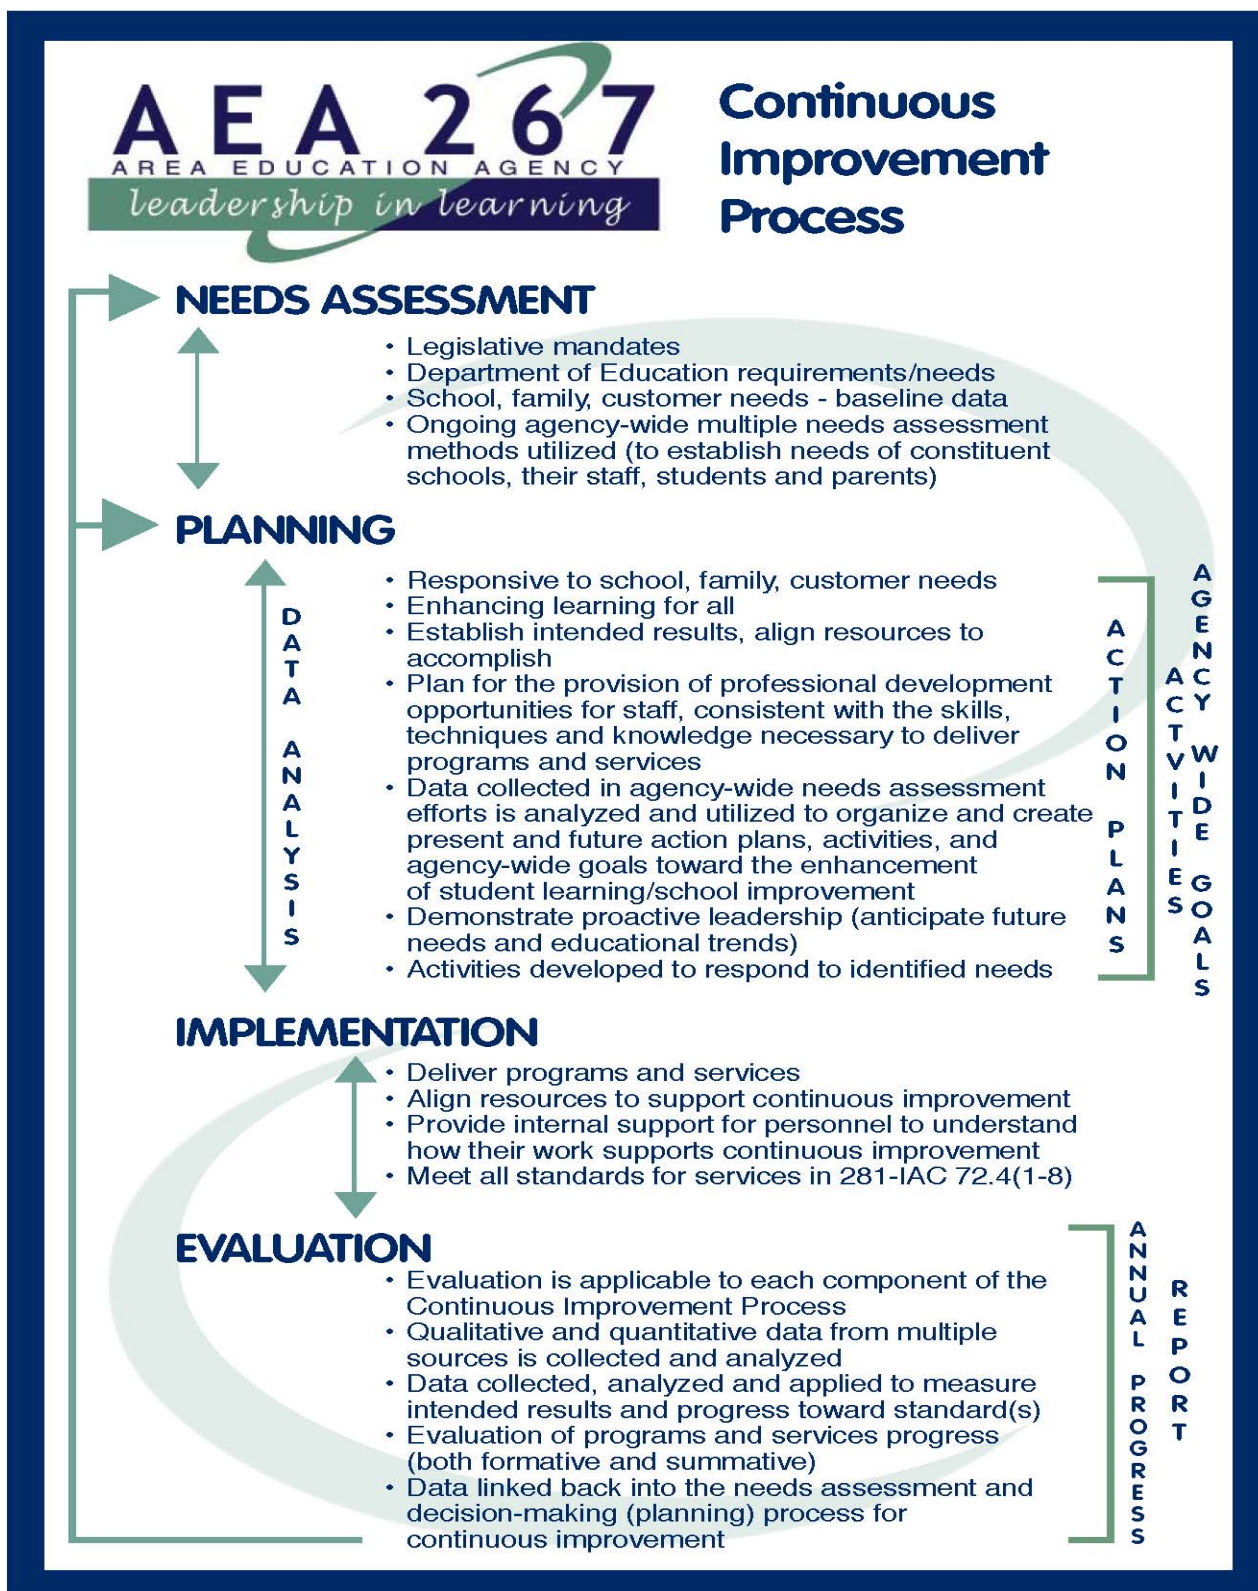 AEA 267
AREA EDUCATION AGENCY
leadership in learning
Continuous
Improvement
Process
NEEDS ASSESSMENT
• Legislative mandates
• Department of Education requirements/needs
• School, family, customer needs - baseline data
• Ongoing agency-wide multiple needs assessment
methods utilized (to establish needs of constituent
schools, their staff, students and parents)
PLANNING
DATA ANALYSIS
• Responsive to school, family, customer needs
• Enhancing learning for all
• Establish intended results, align resources to
accomplish
• Plan for the provision of professional development
opportunities for staff, consistent with the skills,
techniques and knowledge necessary to deliver
programs and services
• Data collected in agency-wide needs assessment
efforts is analyzed and utilized to organize and create
present and future action plans, activities, and
agency-wide goals toward the enhancement
of student learning/school improvement
• Demonstrate proactive leadership (anticipate future
needs and educational trends)
• Activities developed to respond to identified needs
ACTION PLANS
ACTVITIES
AGENCY WIDE GOALS
IMPLEMENTATION
• Deliver programs and services
• Align resources to support continuous improvement
• Provide internal support for personnel to understand
how their work supports continuous improvement
• Meet all standards for services in 281-IAC 72.4(1-8)
EVALUATION
• Evaluation is applicable to each component of the
Continuous Improvement Process
• Qualitative and quantitative data from multiple
sources is collected and analyzed
• Data collected, analyzed and applied to measure
intended results and progress toward standard(s)
• Evaluation of programs and services progress
(both formative and summative)
• Data linked back into the needs assessment and
decision-making (planning) process for
continuous improvement
ANNUAL PROGRESS
REPORT